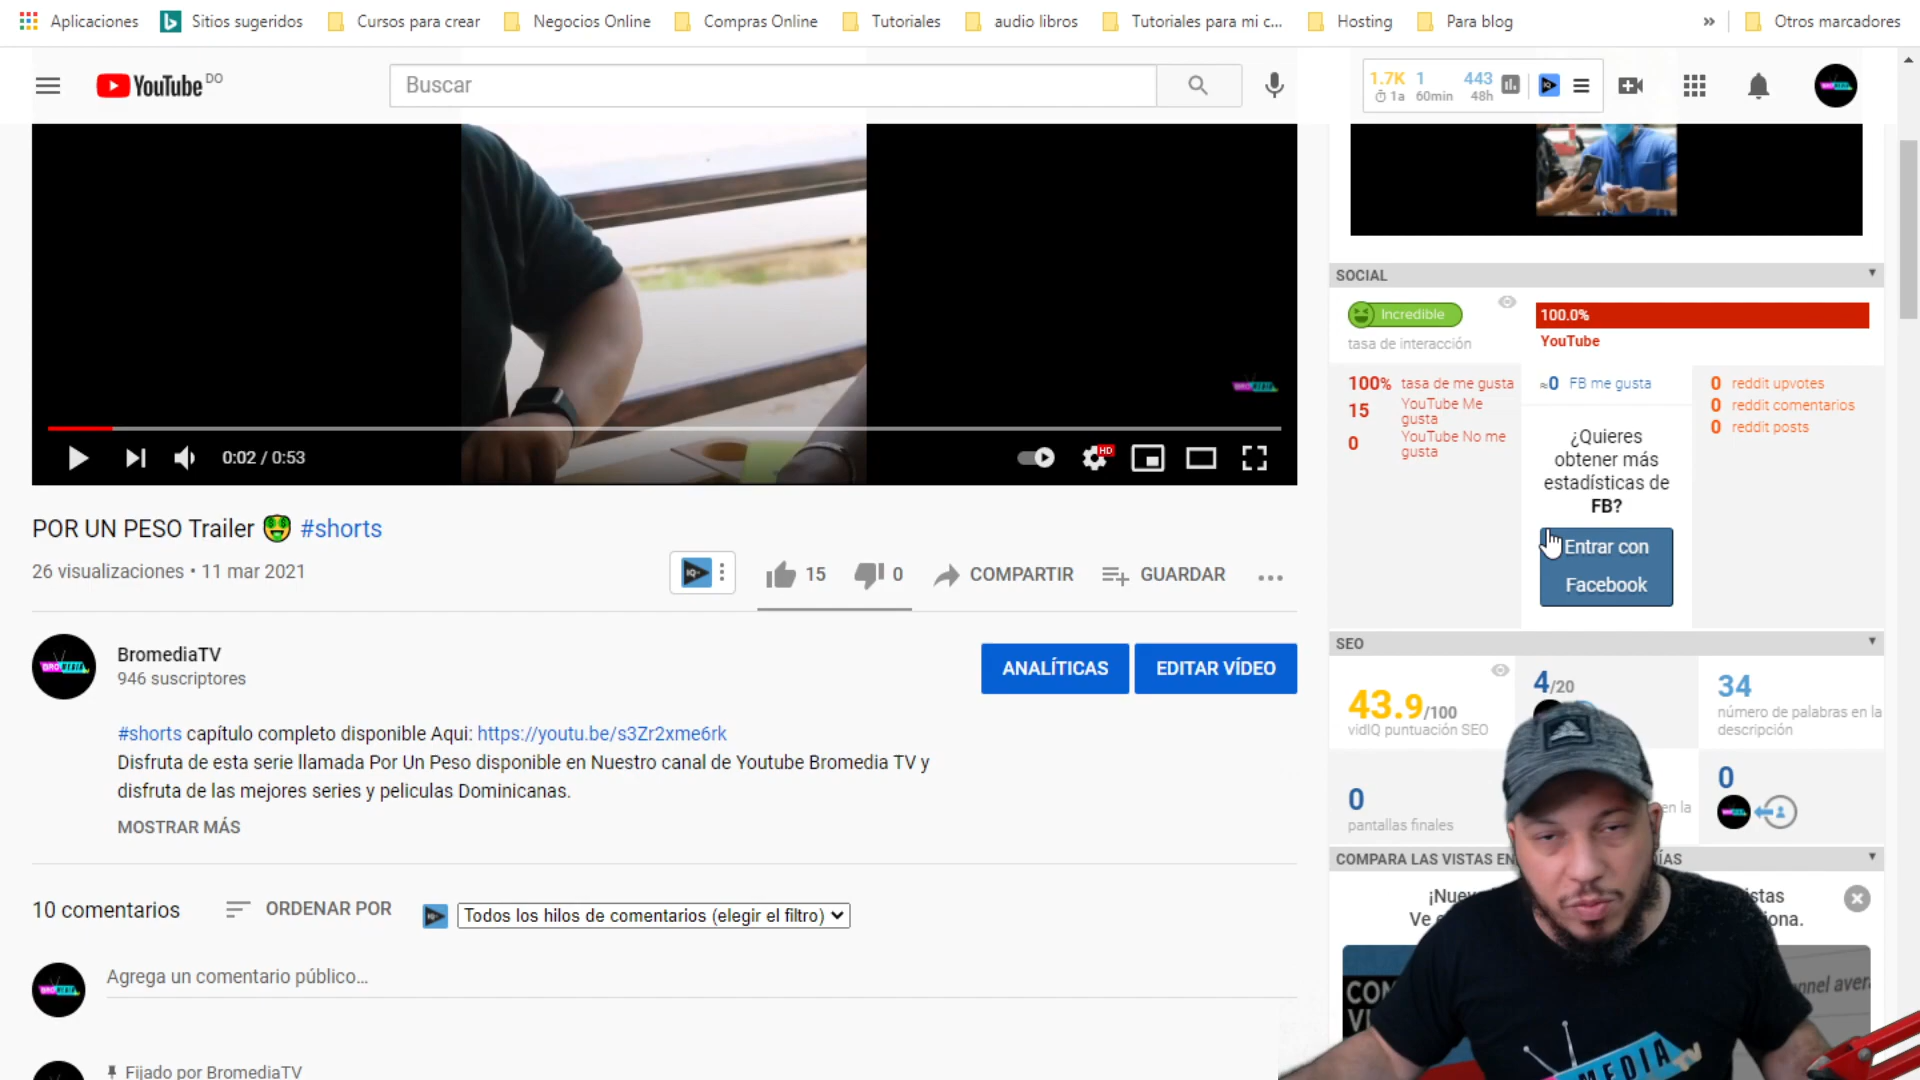 Aplicaciones
Sitios sugeridos
Cursos para crear
Negocios Online
Compras Online
Tutoriales
audio libros
Tutoriales para mi c...
Hosting
Para blog
»
Otros marcadores
YouTube DO
Buscar
1.7K 1 443
1a 60min 48h
0:02 / 0:53
HD
POR UN PESO Trailer 🤑 #shorts
26 visualizaciones • 11 mar 2021
15
0
COMPARTIR
GUARDAR
BromediaTV
946 suscriptores
ANALÍTICAS
EDITAR VÍDEO
#shorts capítulo completo disponible Aqui: https://youtu.be/s3Zr2xme6rk
Disfruta de esta serie llamada Por Un Peso disponible en Nuestro canal de Youtube Bromedia TV y
disfruta de las mejores series y peliculas Dominicanas.
MOSTRAR MÁS
10 comentarios
ORDENAR POR
Todos los hilos de comentarios (elegir el filtro)
Agrega un comentario público...
Fijado por BromediaTV
SOCIAL
Incredible
tasa de interacción
100.0%
YouTube
100% tasa de me gusta
15 YouTube Me
gusta
0 YouTube No me
gusta
≈0 FB me gusta
¿Quieres
obtener más
estadísticas de
FB?
Entrar con
Facebook
0 reddit upvotes
0 reddit comentarios
0 reddit posts
SEO
43.9/100
vidIQ puntuación SEO
4/20
34
número de palabras en la
descripción
0
pantallas finales
en la
0
COMPARA LAS VISTAS EN
ÍAS